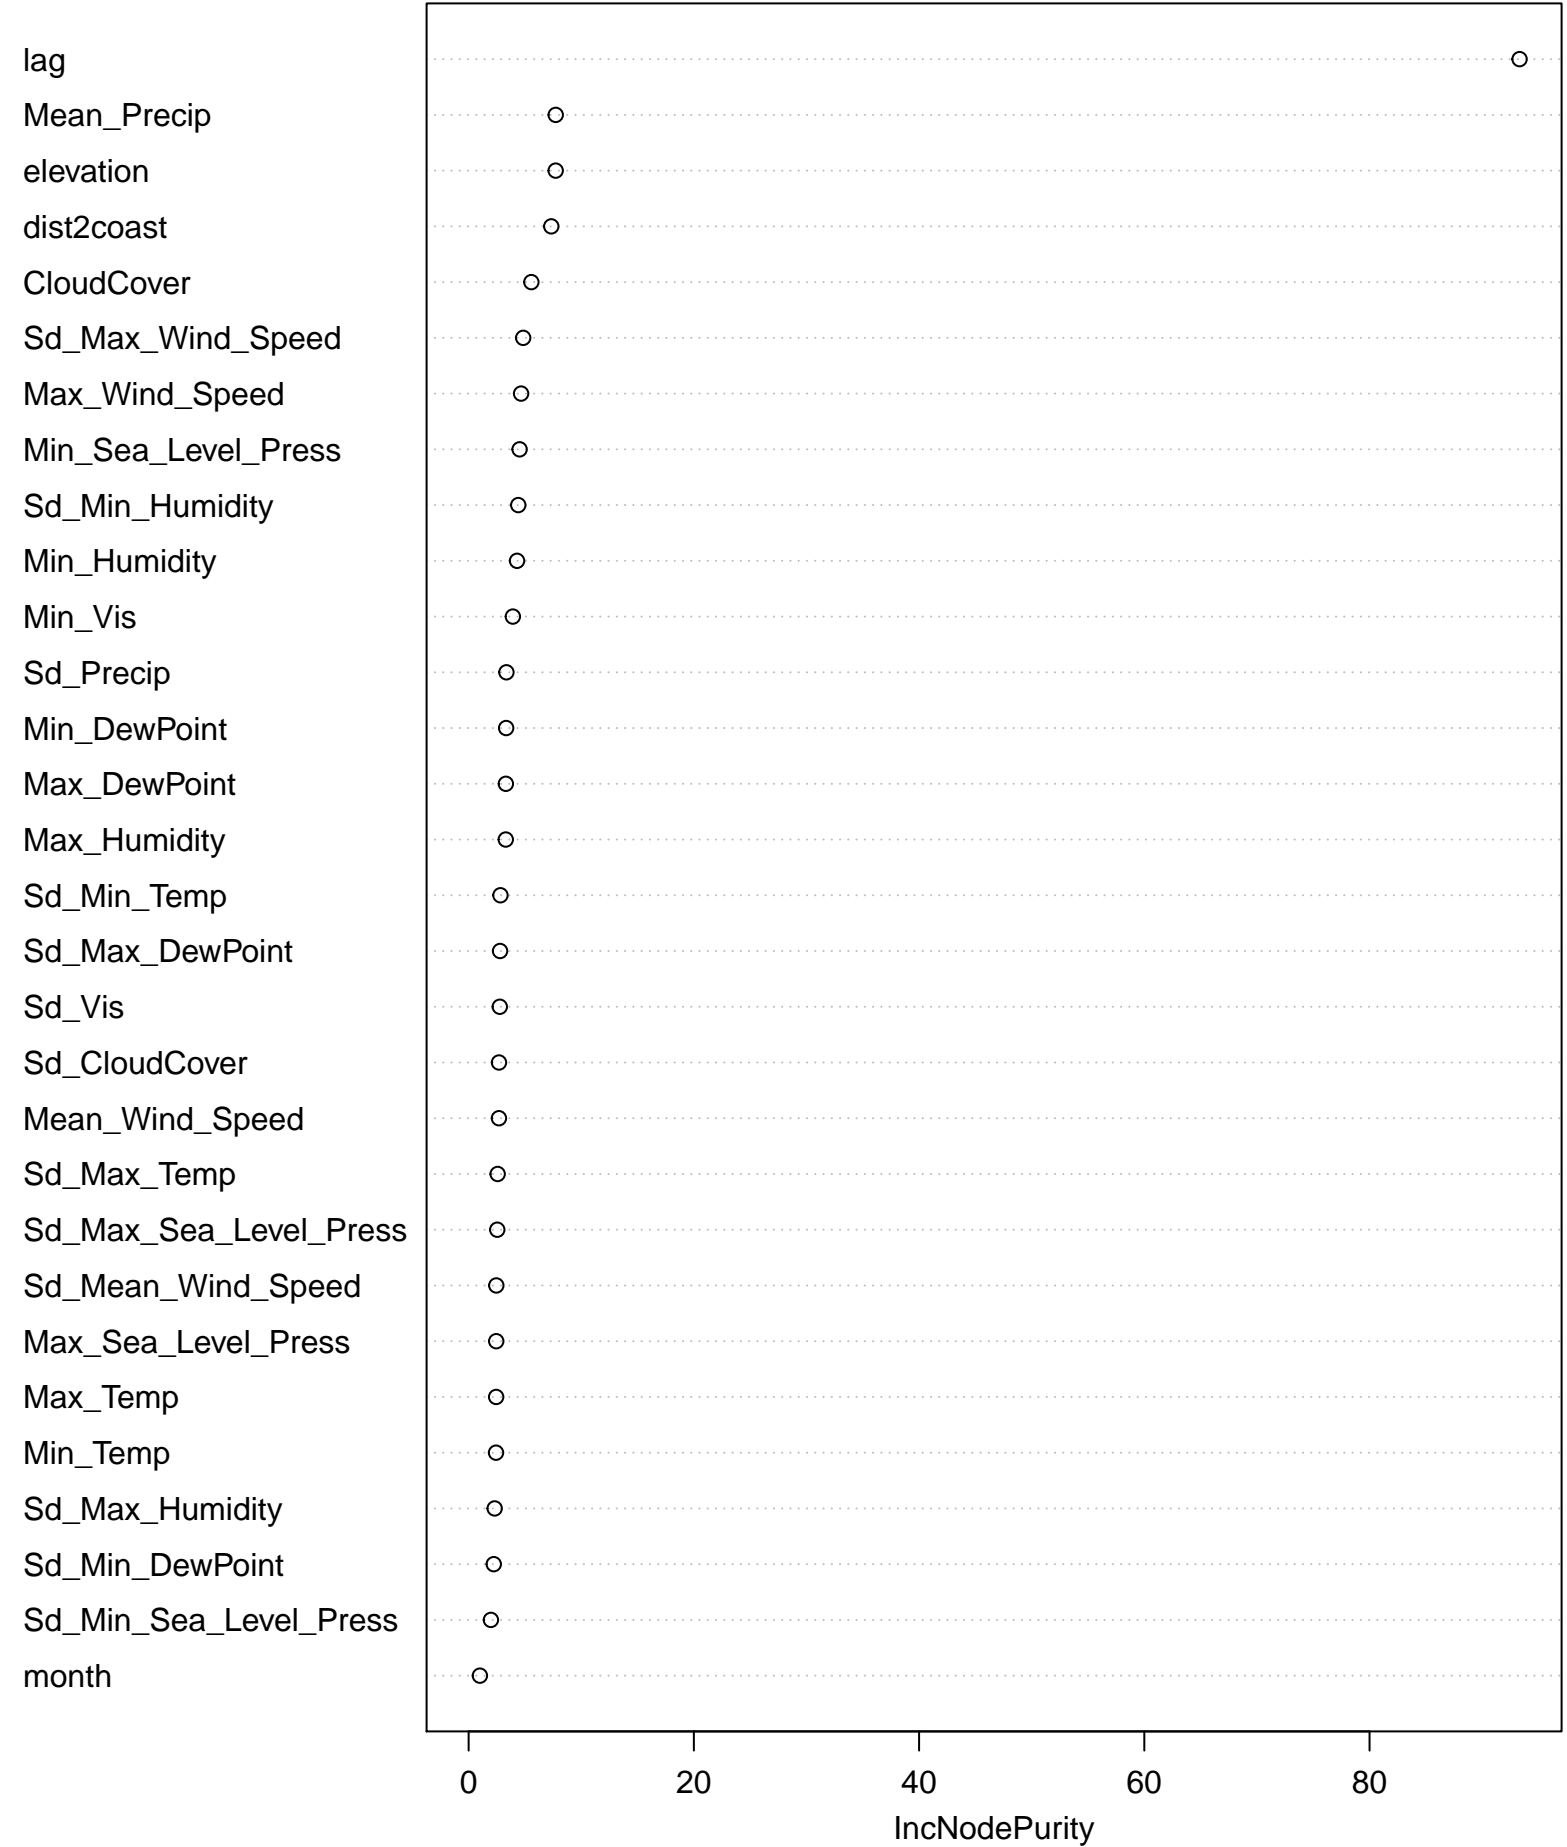 lag
Mean_Precip
elevation
dist2coast
CloudCover
Sd_Max_Wind_Speed
Max_Wind_Speed
Min_Sea_Level_Press
Sd_Min_Humidity
Min_Humidity
Min_Vis
Sd_Precip
Min_DewPoint
Max_DewPoint
Max_Humidity
Sd_Min_Temp
Sd_Max_DewPoint
Sd_Vis
Sd_CloudCover
Mean_Wind_Speed
Sd_Max_Temp
Sd_Max_Sea_Level_Press
Sd_Mean_Wind_Speed
Max_Sea_Level_Press
Max_Temp
Min_Temp
Sd_Max_Humidity
Sd_Min_DewPoint
Sd_Min_Sea_Level_Press
month
0 20 40 60 80
IncNodePurity